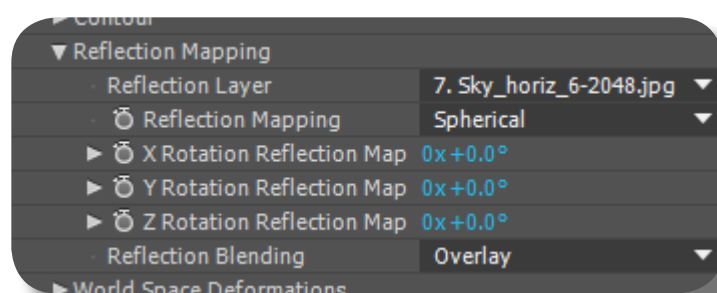 Contour
Reflection Mapping
Reflection Layer 7. Sky_horiz_6-2048.jpg
Reflection Mapping Spherical
X Rotation Reflection Map 0x+0.0°
Y Rotation Reflection Map 0x+0.0°
Z Rotation Reflection Map 0x+0.0°
Reflection Blending Overlay
World Space Deformations